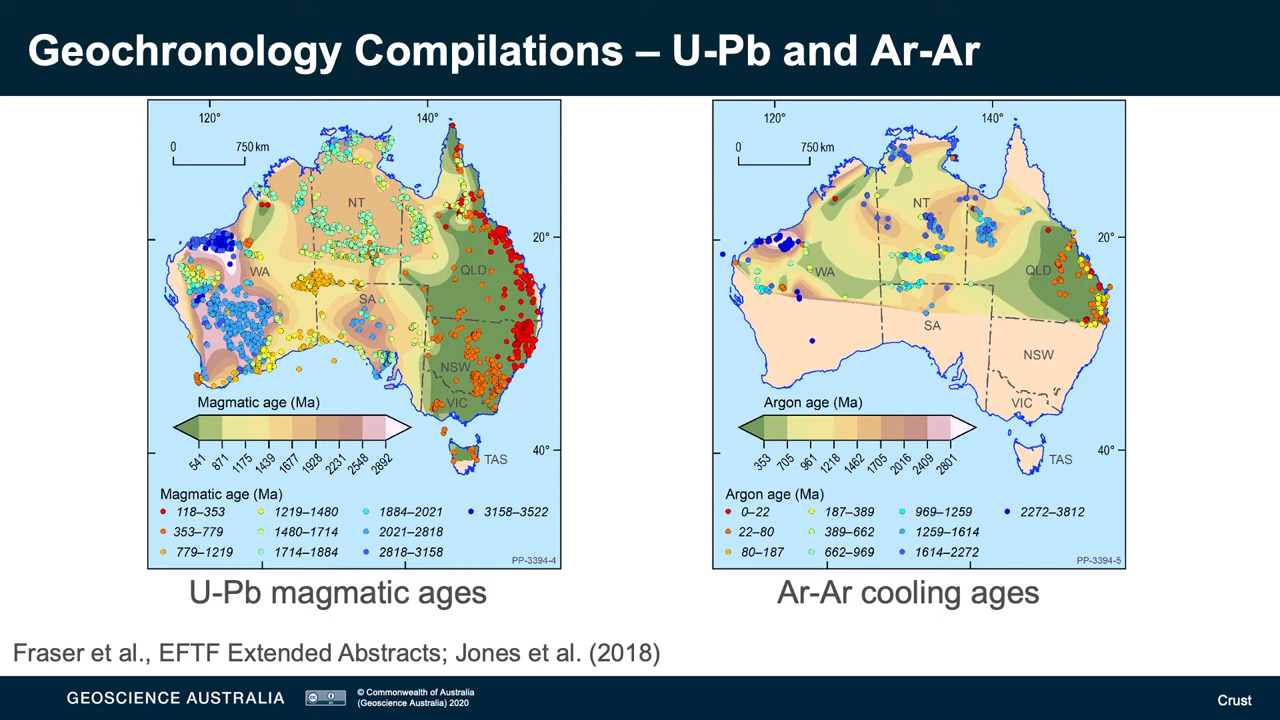 Geochronology Compilations – U-Pb and Ar-Ar
120° 140°
0 750 km
NT
20°
WA
QLD
SA
NSW
VIC
Magmatic age (Ma)
541 871 1175 1439 1677 1928 2231 2548 2892
40°
TAS
Magmatic age (Ma)
118–353 1219–1480 1884–2021 3158–3522
353–779 1480–1714 2021–2818
779–1219 1714–1884 2818–3158
PP-3394-4
U-Pb magmatic ages
120° 140°
0 750 km
NT
20°
WA
QLD
SA
NSW
VIC
Argon age (Ma)
353 705 961 1218 1462 1705 2016 2409 2801
40°
TAS
Argon age (Ma)
0–22 187–389 969–1259 2272–3812
22–80 389–662 1259–1614
80–187 662–969 1614–2272
PP-3394-5
Ar-Ar cooling ages
Fraser et al., EFTF Extended Abstracts; Jones et al. (2018)
GEOSCIENCE AUSTRALIA
© Commonwealth of Australia
(Geoscience Australia) 2020
Crust